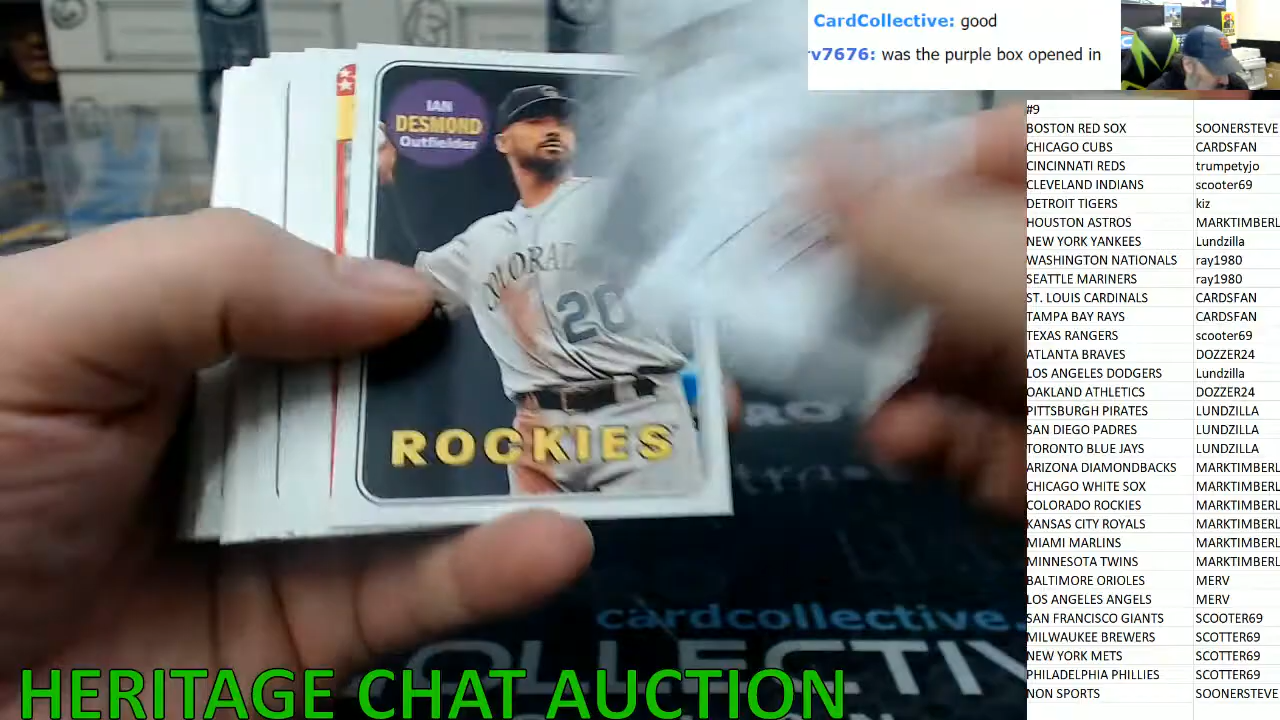 CardCollective: good
rv7676: was the purple box opened in
IAN
DESMOND
Outfielder
COLORAD
20
ROCKIES
cardcollective.co
COLLECTIV
HERITAGE CHAT AUCTION
#9
BOSTON RED SOX SOONERSTEVE
CHICAGO CUBS CARDSFAN
CINCINNATI REDS trumpetyjo
CLEVELAND INDIANS scooter69
DETROIT TIGERS kiz
HOUSTON ASTROS MARKTIMBERL
NEW YORK YANKEES Lundzilla
WASHINGTON NATIONALS ray1980
SEATTLE MARINERS ray1980
ST. LOUIS CARDINALS CARDSFAN
TAMPA BAY RAYS CARDSFAN
TEXAS RANGERS scooter69
ATLANTA BRAVES DOZZER24
LOS ANGELES DODGERS Lundzilla
OAKLAND ATHLETICS DOZZER24
PITTSBURGH PIRATES LUNDZILLA
SAN DIEGO PADRES LUNDZILLA
TORONTO BLUE JAYS LUNDZILLA
ARIZONA DIAMONDBACKS MARKTIMBERL
CHICAGO WHITE SOX MARKTIMBERL
COLORADO ROCKIES MARKTIMBERL
KANSAS CITY ROYALS MARKTIMBERL
MIAMI MARLINS MARKTIMBERL
MINNESOTA TWINS MARKTIMBERL
BALTIMORE ORIOLES MERV
LOS ANGELES ANGELS MERV
SAN FRANCISCO GIANTS SCOOTER69
MILWAUKEE BREWERS SCOTTER69
NEW YORK METS SCOTTER69
PHILADELPHIA PHILLIES SCOTTER69
NON SPORTS SOONERSTEVE